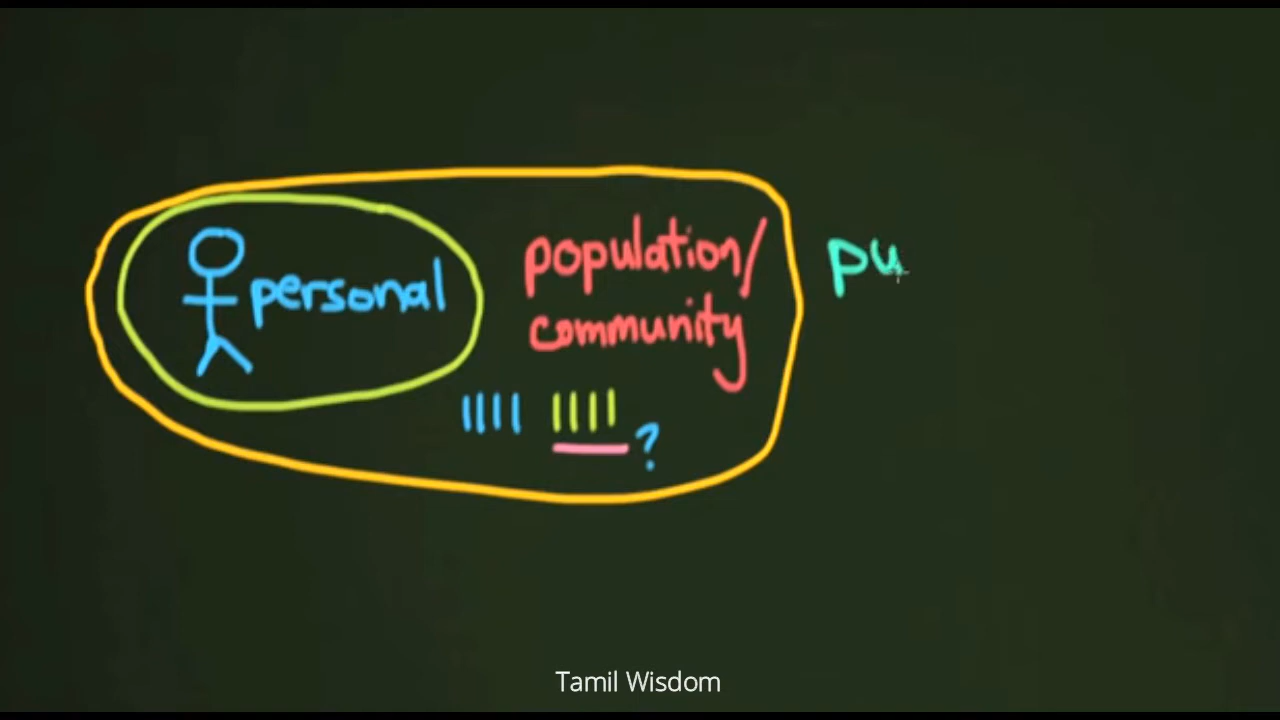 personal
population/
community
?
pu
Tamil Wisdom